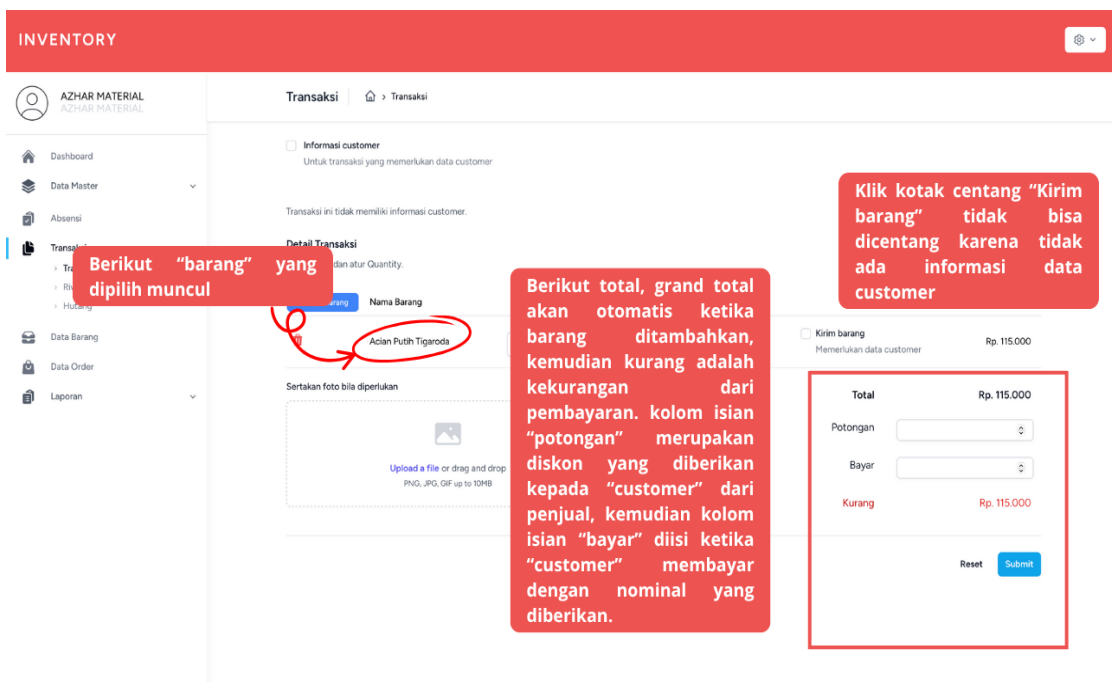 INVENTORY
AZHAR MATERIAL
AZHAR MATERIAL
Dashboard
Data Master
Absensi
Hutang
Data Barang
Data Order
Laporan
Transaksi
Transaksi
Informasi customer
Untuk transaksi yang memerlukan data customer
Transaksi ini tidak memiliki informasi customer.
Detail Transaksi
dan atur Quantity.
Nama Barang
Acian Putih Tigaroda
Kirim barang
Memerlukan data customer
Rp. 115.000
Sertakan foto bila diperlukan
Upload a file or drag and drop
PNG, JPG, GIF up to 10MB
Total Rp. 115.000
Potongan
Bayar
Kurang Rp. 115.000
Reset Submit
Berikut "barang" yang
dipilih muncul
Berikut total, grand total
akan otomatis ketika
barang ditambahkan,
kemudian kurang adalah
kekurangan dari
pembayaran. kolom isian
"potongan" merupakan
diskon yang diberikan
kepada "customer" dari
penjual, kemudian kolom
isian "bayar" diisi ketika
"customer" membayar
dengan nominal yang
diberikan.
Klik kotak centang "Kirim
barang" tidak bisa
dicentang karena tidak
ada informasi data
customer